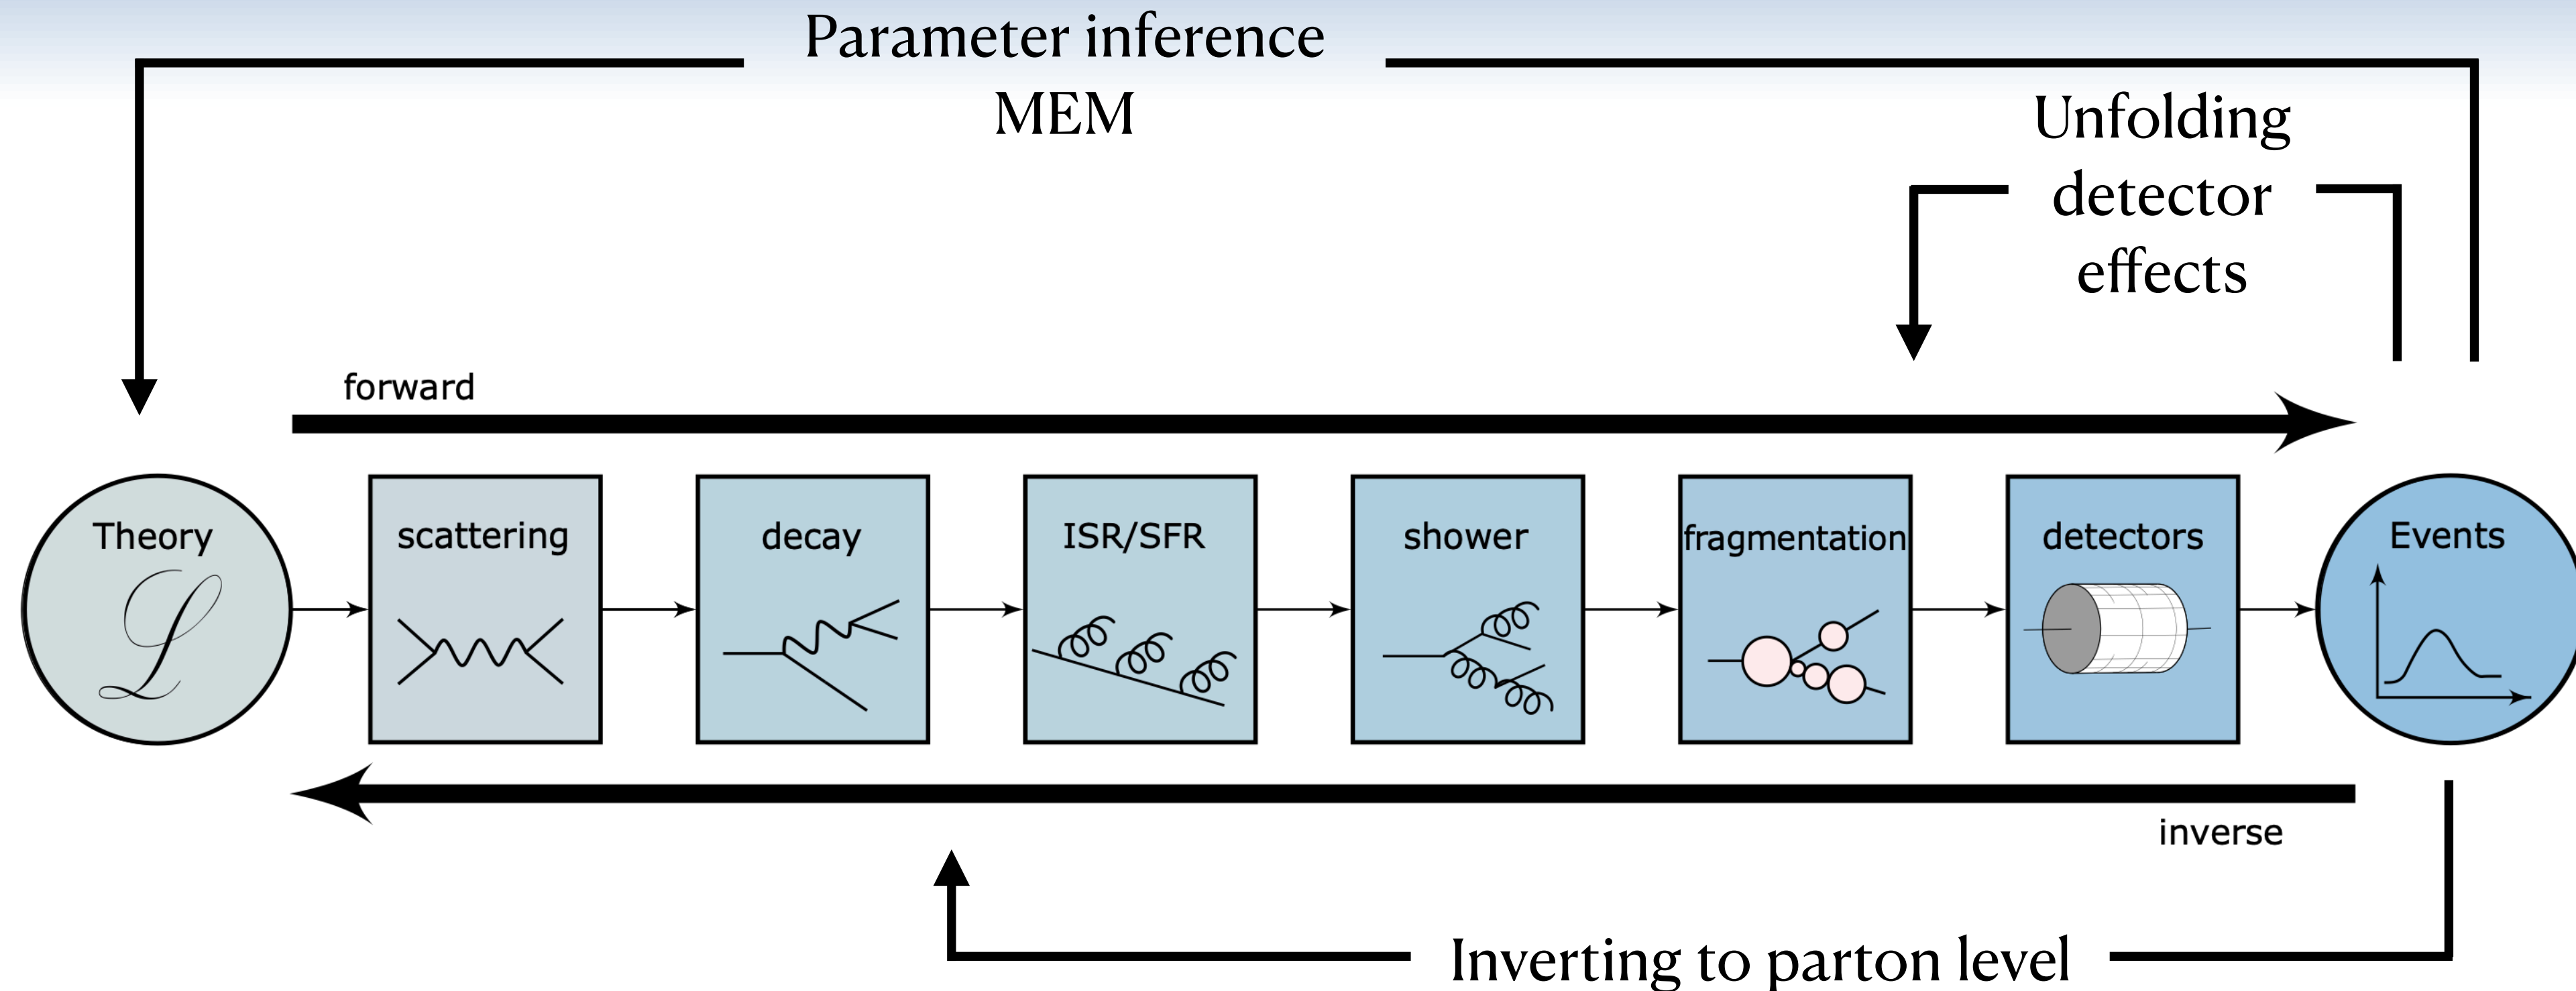 Parameter inference
MEM
Unfolding
detector
effects
forward
Theory
ℒ
scattering
decay
ISR/SFR
shower
fragmentation
detectors
Events
inverse
Inverting to parton level